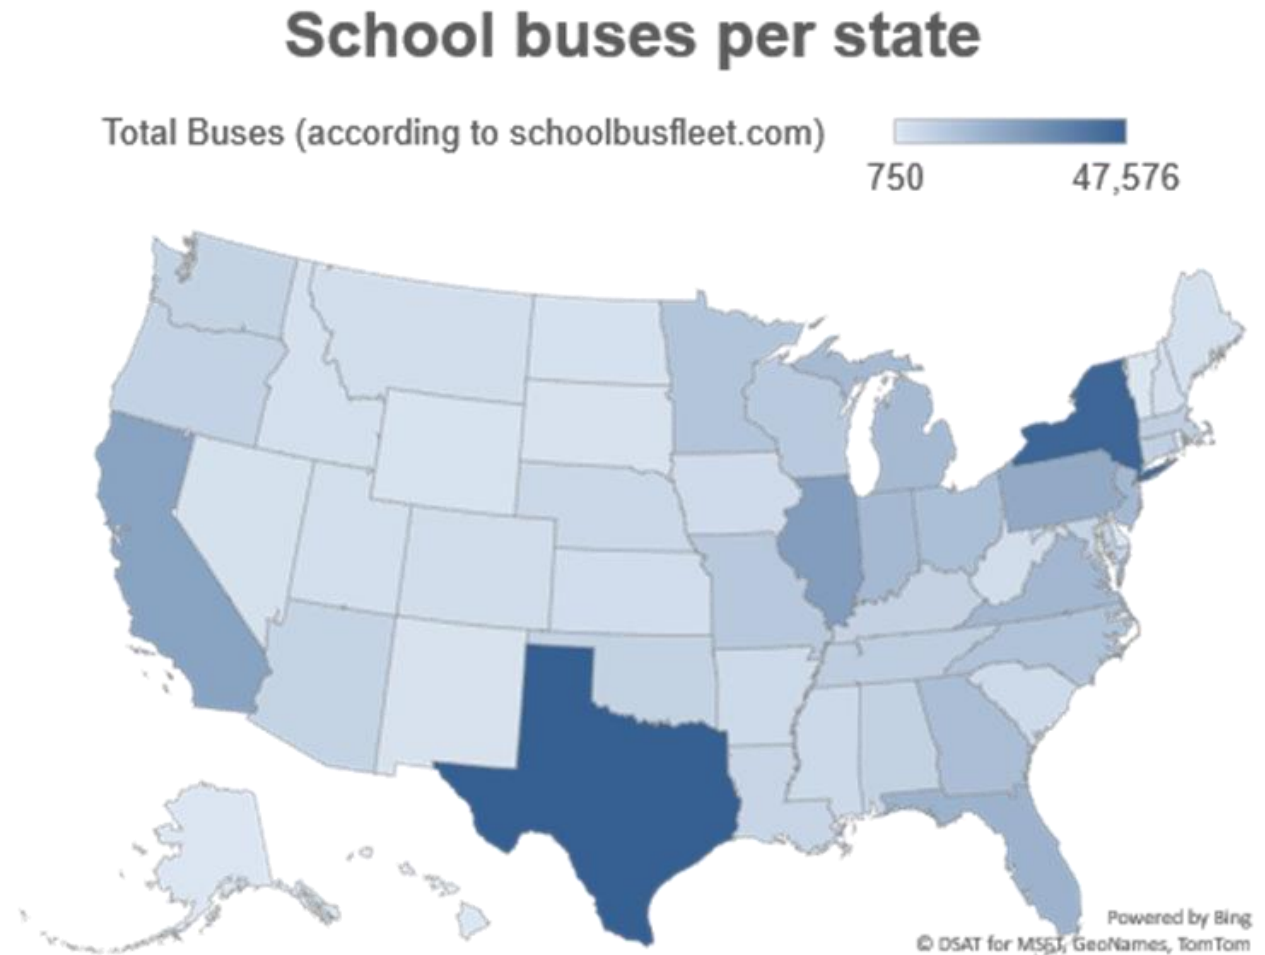 School buses per state
Total Buses (according to schoolbusfleet.com)
750 47,576
Powered by Bing
© DSAT for MSFT, GeoNames, TomTom